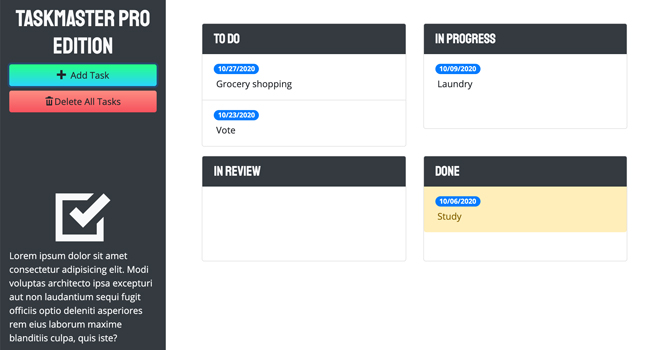 TASKMASTER PRO
EDITION
Add Task
Delete All Tasks
Lorem ipsum dolor sit amet
consectetur adipisicing elit. Modi
voluptas architecto ipsa excepturi
aut non laudantium sequi fugit
officiis optio deleniti asperiores
rem eius laborum maxime
blanditiis culpa, quis iste?
TO DO
10/27/2020
Grocery shopping
10/23/2020
Vote
IN PROGRESS
10/09/2020
Laundry
IN REVIEW
DONE
10/06/2020
Study